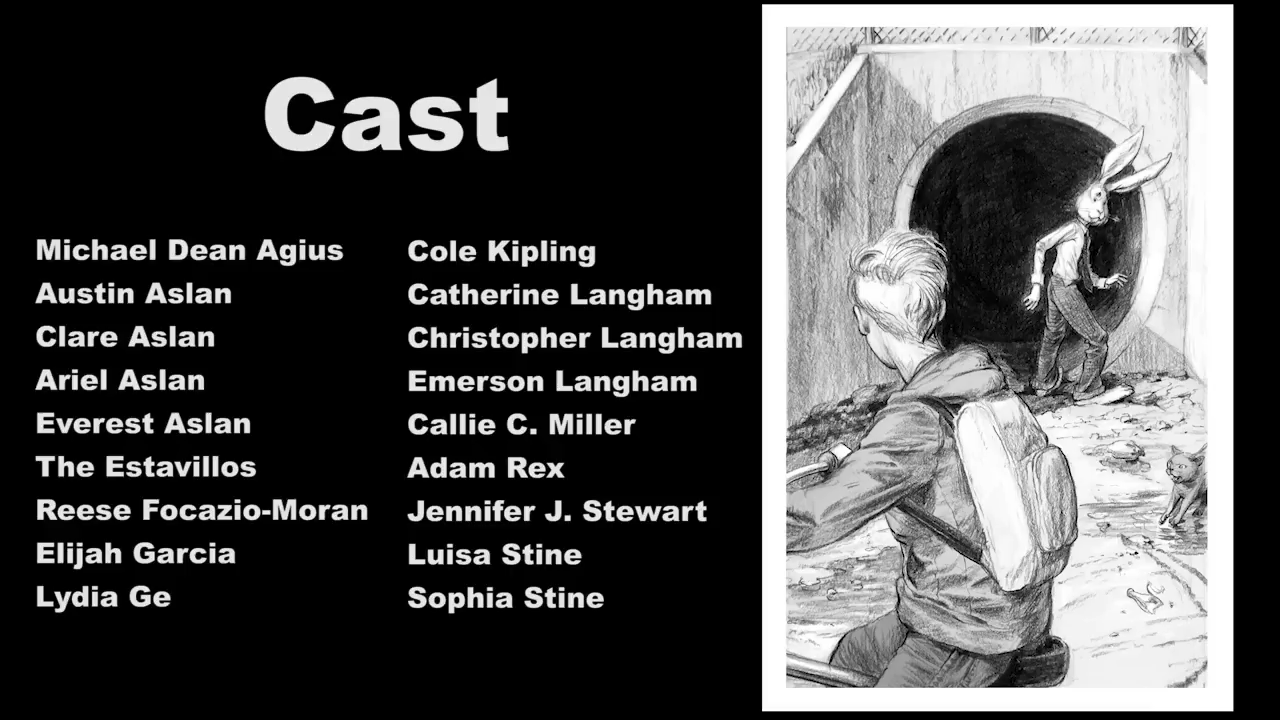 Cast
Michael Dean Agius
Austin Aslan
Clare Aslan
Ariel Aslan
Everest Aslan
The Estavillos
Reese Focazio-Moran
Elijah Garcia
Lydia Ge
Cole Kipling
Catherine Langham
Christopher Langham
Emerson Langham
Callie C. Miller
Adam Rex
Jennifer J. Stewart
Luisa Stine
Sophia Stine